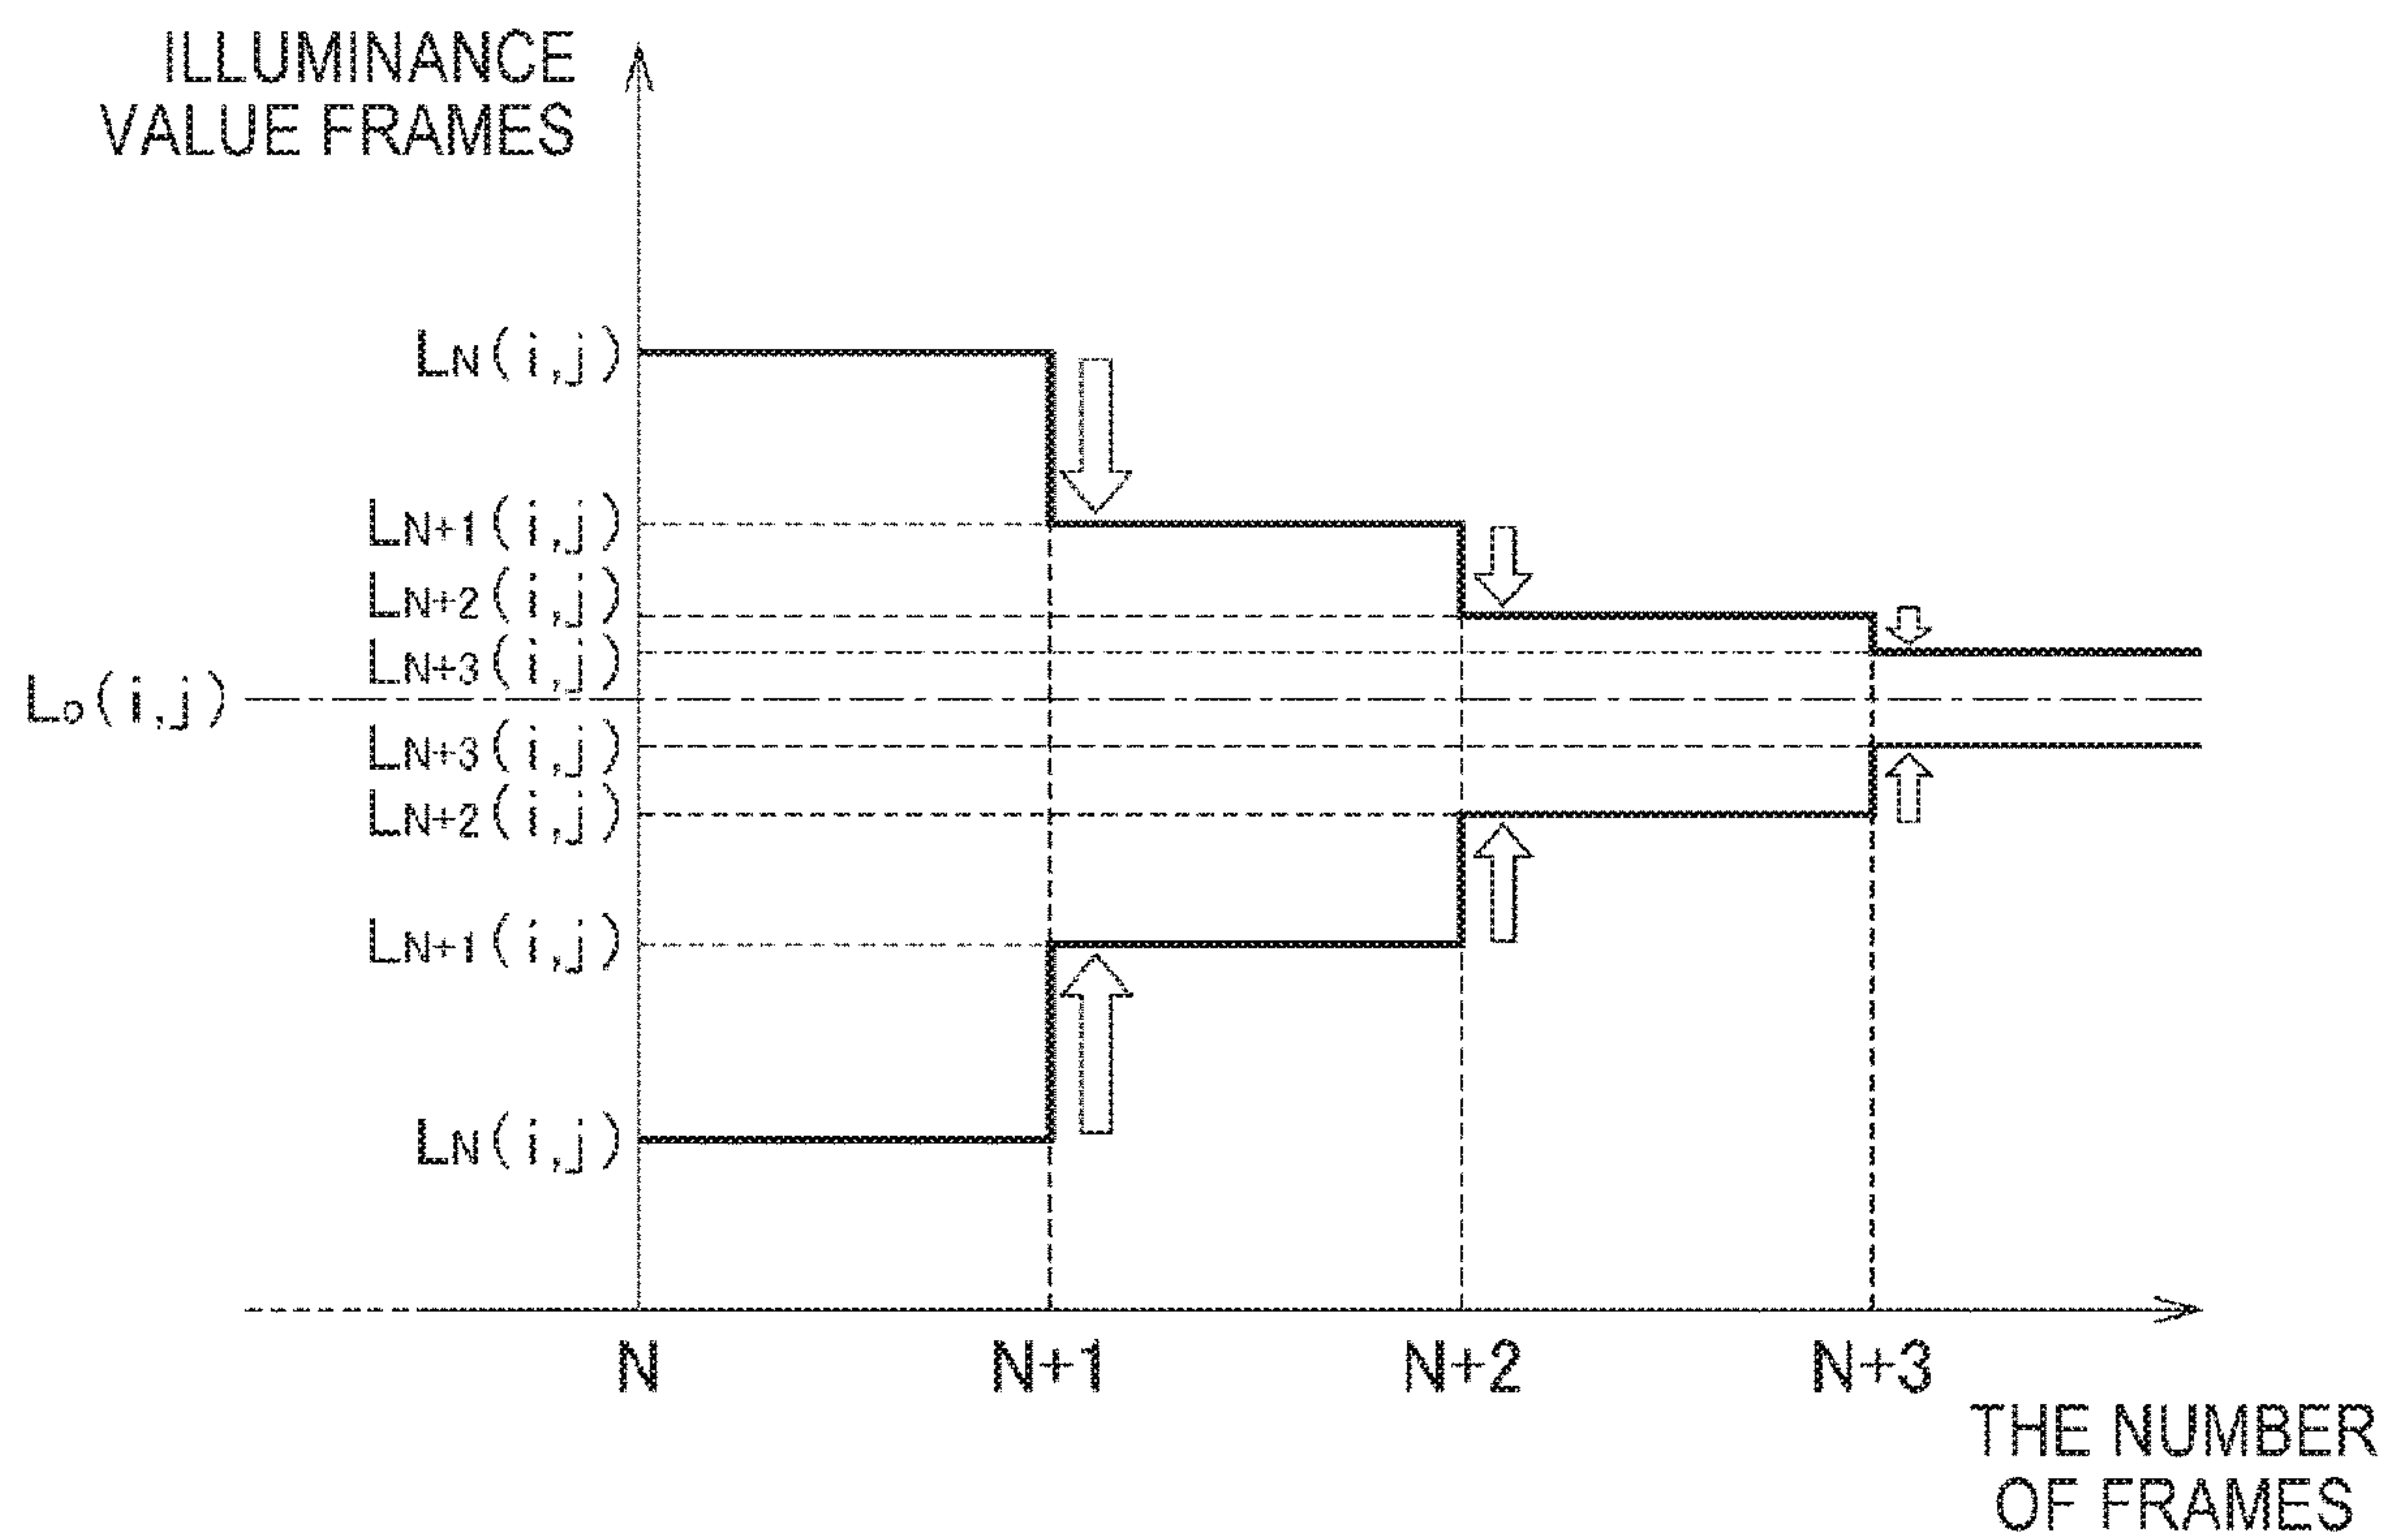 ILLUMINANCE
VALUE FRAMES
LN(i,j)
LN+1(i,j)
LN+2(i,j)
LN+3(i,j)
Lo(i,j)
LN+3(i,j)
LN+2(i,j)
LN+1(i,j)
LN(i,j)
N N+1 N+2 N+3
THE NUMBER
OF FRAMES